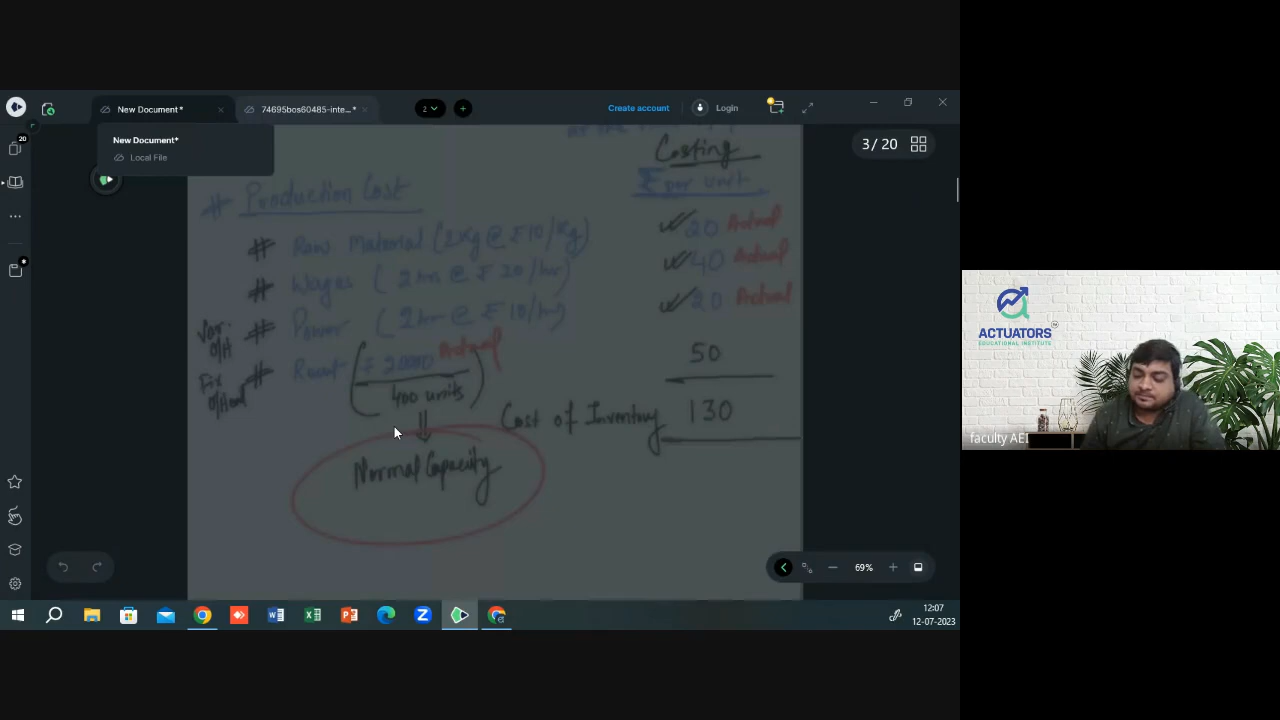 New Document*
74695bos60485-inte...*
2
Create account
Login
New Document*
Local File
20
3 / 20
Costing
₹ per unit
# Production Cost
# Raw Material (2Kg @ ₹10/Kg)
20 Actual
# Wages ( 2 hrs @ ₹ 20/hr)
40 Actual
Var. O/H
# Power ( 2hr @ ₹ 10/hr)
20 Actual
Fix O/Head
# Rent ( ₹ 20000 Actual
400 units )
50
Cost of Inventory 130
Normal Capacity
69%
12:07
12-07-2023
ACTUATORS
EDUCATIONAL INSTITUTE
faculty AEI